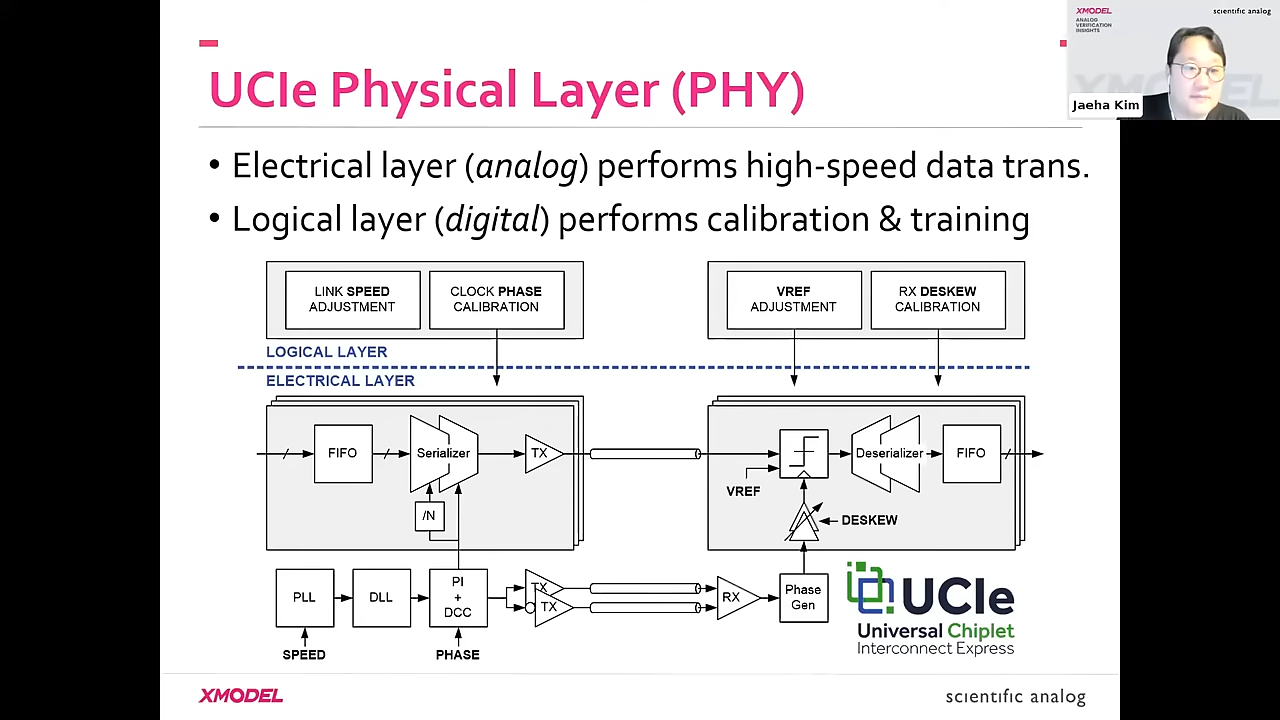 XMODEL
ANALOG
VERIFICATION
INSIGHTS
scientific analog
XMODEL
Jaeha Kim
UCIe Physical Layer (PHY)
• Electrical layer (analog) performs high-speed data trans.
• Logical layer (digital) performs calibration & training
LINK SPEED
ADJUSTMENT
CLOCK PHASE
CALIBRATION
VREF
ADJUSTMENT
RX DESKEW
CALIBRATION
LOGICAL LAYER
ELECTRICAL LAYER
FIFO
Serializer
TX
/N
VREF
Deserializer
FIFO
DESKEW
PLL
DLL
PI
+
DCC
TX
TX
RX
Phase
Gen
SPEED
PHASE
UCIe
Universal Chiplet
Interconnect Express
XMODEL
scientific analog